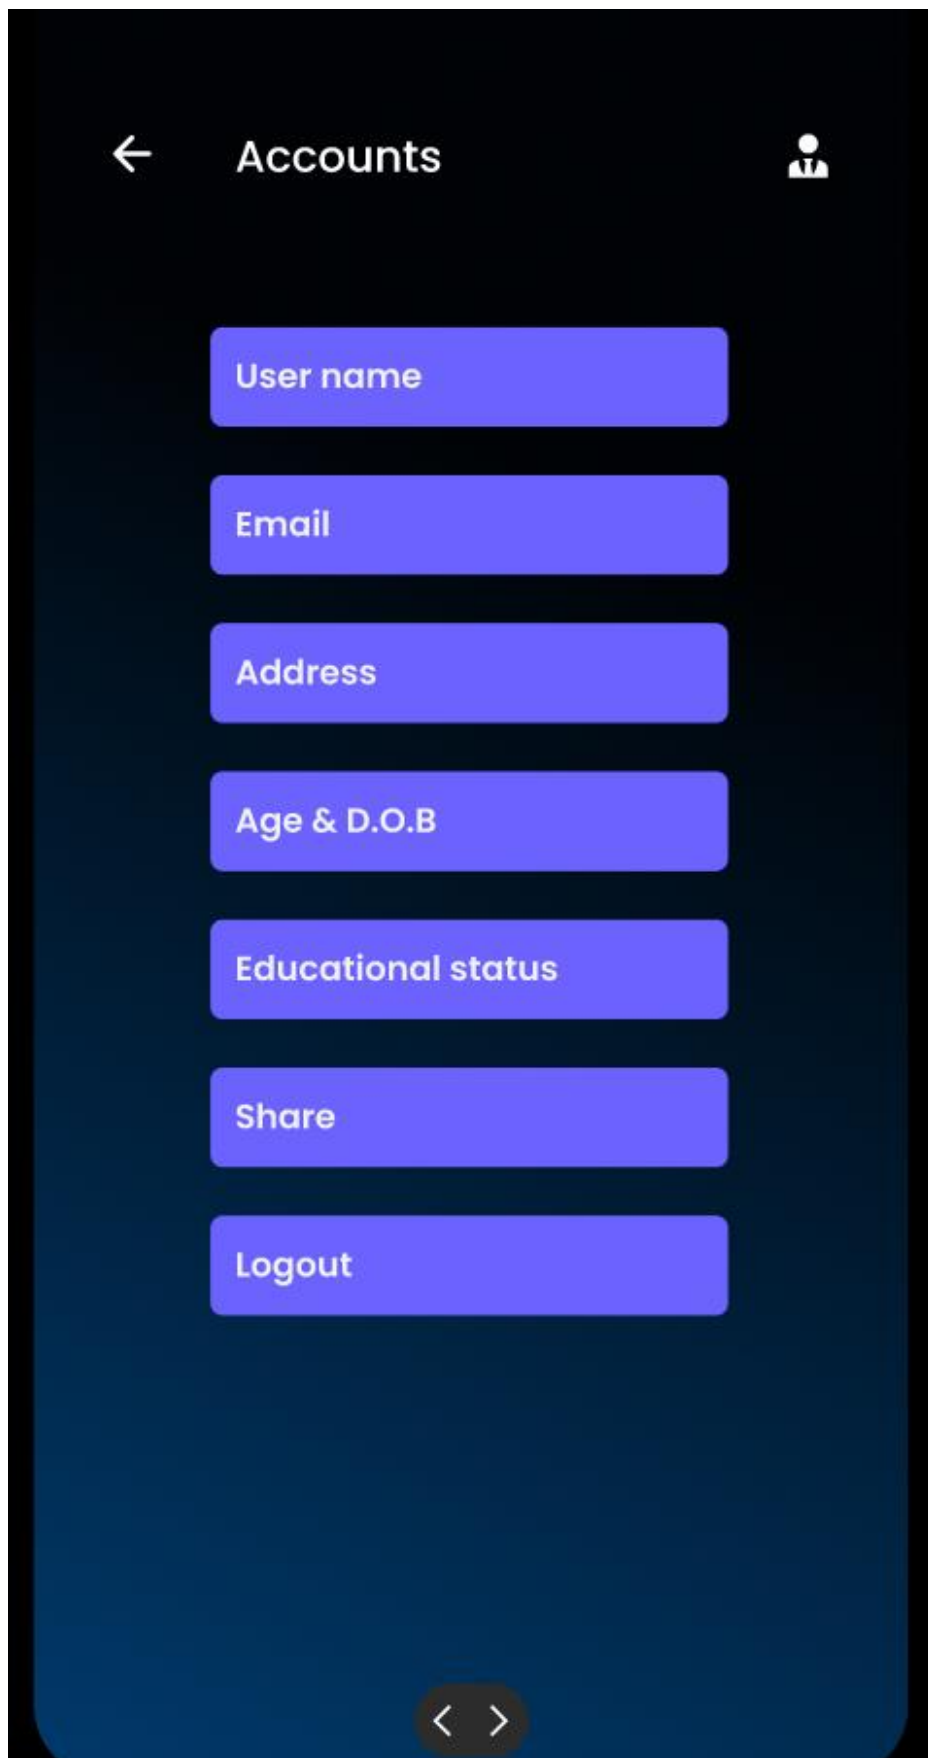 Accounts
User name
Email
Address
Age & D.O.B
Educational status
Share
Logout